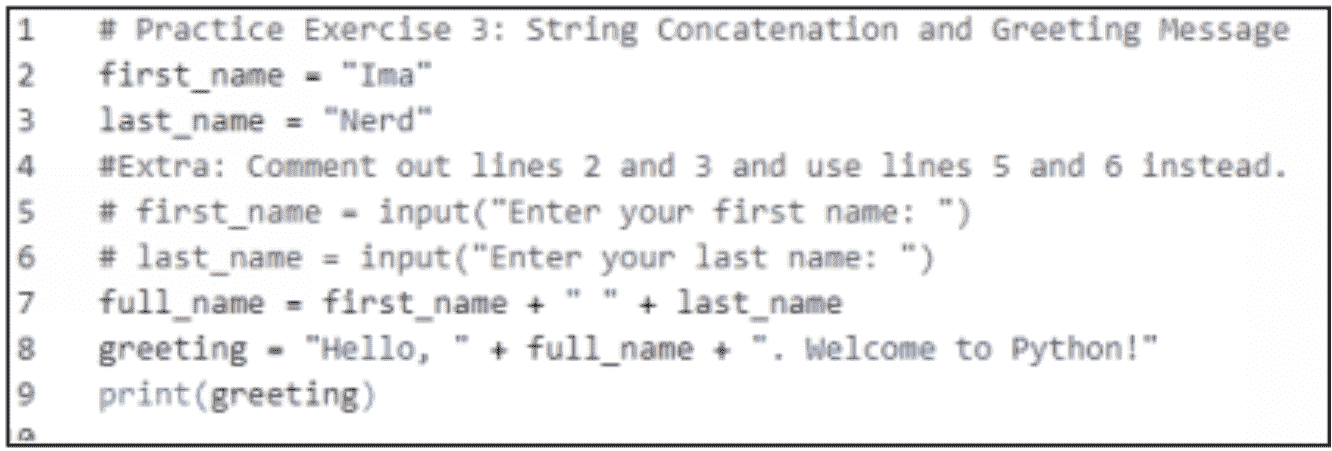 1 # Practice Exercise 3: String Concatenation and Greeting Message
2 first_name = "Ima"
3 last_name = "Nerd"
4 #Extra: Comment out lines 2 and 3 and use lines 5 and 6 instead.
5 # first_name = input("Enter your first name: ")
6 # last_name = input("Enter your last name: ")
7 full_name = first_name + " " + last_name
8 greeting = "Hello, " + full_name + ". Welcome to Python!"
9 print(greeting)